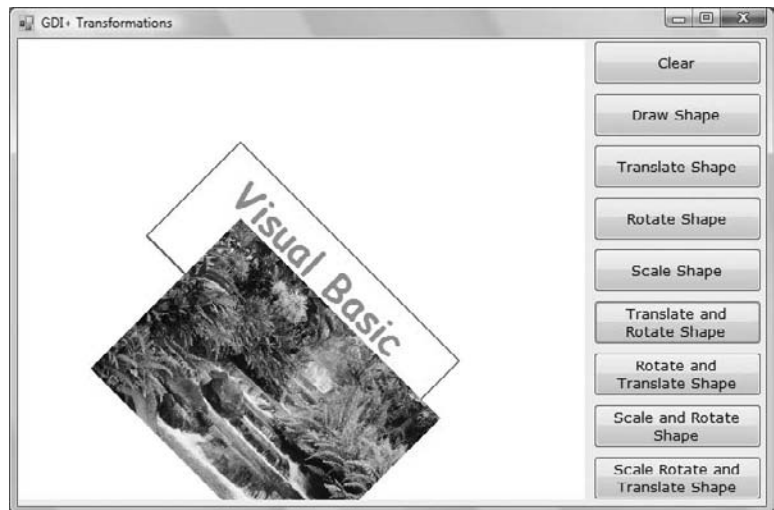 GDI+ Transformations
Clear
Draw Shape
Translate Shape
Rotate Shape
Scale Shape
Translate and
Rotate Shape
Rotate and
Translate Shape
Scale and Rotate
Shape
Scale Rotate and
Translate Shape
Visual Basic